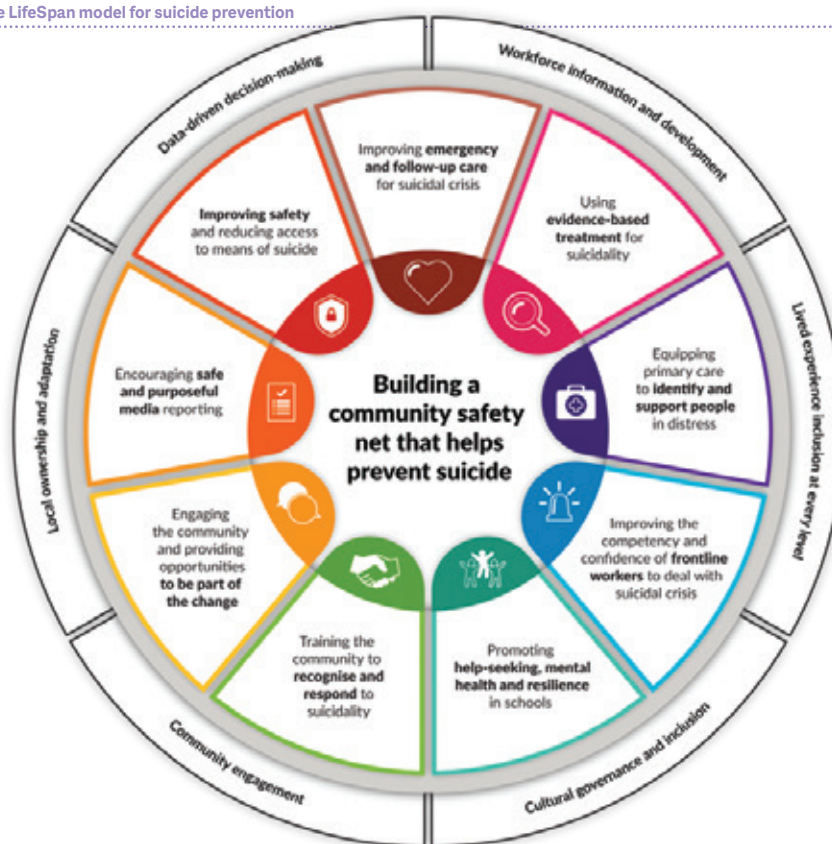 e LifeSpan model for suicide prevention
Data-driven decision-making
Workforce information and development
Lived experience inclusion at every level
Cultural governance and inclusion
Community engagement
Local ownership and adaptation
Improving emergency
and follow-up care
for suicidal crisis
Using
evidence-based
treatment for
suicidality
Equipping
primary care
to identify and
support people
in distress
Improving the
competency and
confidence of frontline
workers to deal with
suicidal crisis
Promoting
help-seeking, mental
health and resilience
in schools
Training the
community to
recognise and
respond to
suicidality
Engaging
the community
and providing
opportunities
to be part of
the change
Encouraging safe
and purposeful
media reporting
Improving safety
and reducing access
to means of suicide
Building a
community safety
net that helps
prevent suicide